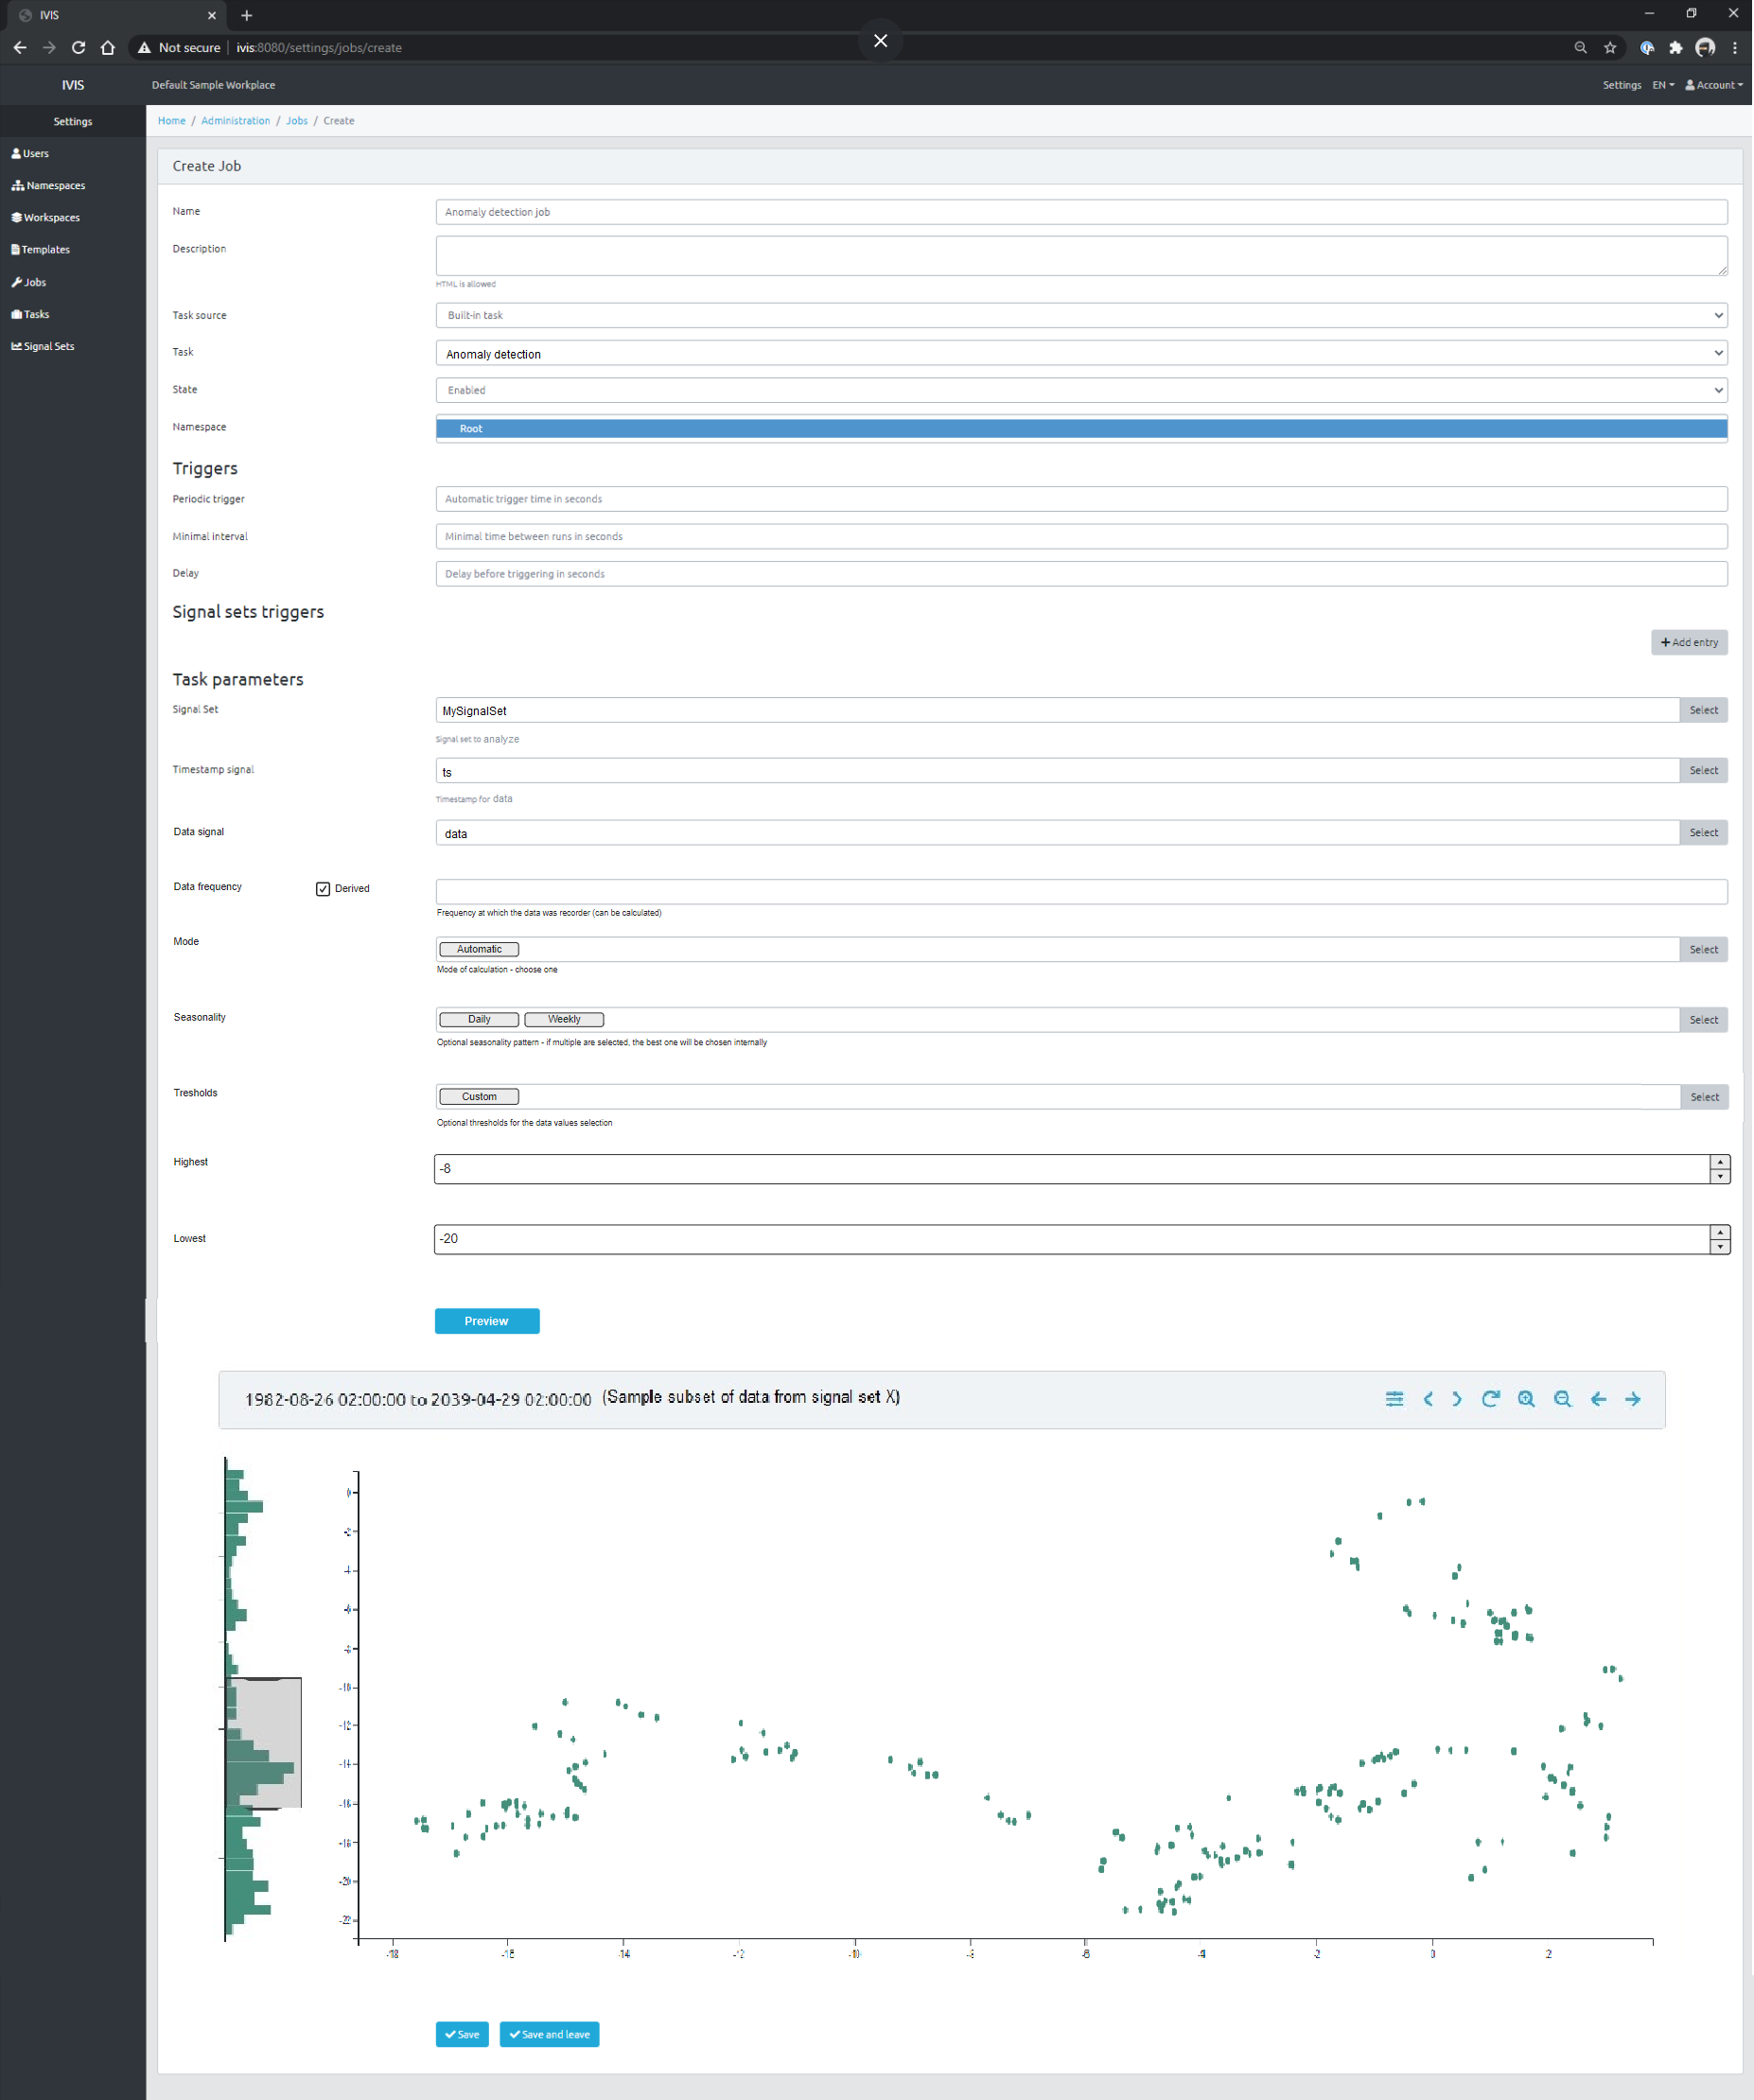 IVIS
Not secure | ivis:8080/settings/jobs/create
IVIS
Default Sample Workplace
Settings EN Account
Settings
Home / Administration / Jobs / Create
Users
Namespaces
Workspaces
Templates
Jobs
Tasks
Signal Sets
Create Job
Name
Anomaly detection job
Description
HTML is allowed
Task source
Built-in task
Task
Anomaly detection
State
Enabled
Namespace
Root
Triggers
Periodic trigger
Automatic trigger time in seconds
Minimal interval
Minimal time between runs in seconds
Delay
Delay before triggering in seconds
Signal sets triggers
+ Add entry
Task parameters
Signal Set
MySignalSet
Select
Signal set to analyze
Timestamp signal
ts
Select
Timestamp for data
Data signal
data
Select
Data frequency
Derived
Frequency at which the data was recorder (can be calculated)
Mode
Automatic
Select
Mode of calculation - choose one
Seasonality
Daily
Weekly
Select
Optional seasonality pattern - if multiple are selected, the best one will be chosen internally
Tresholds
Custom
Select
Optional thresholds for the data values selection
Highest
-8
Lowest
-20
Preview
1982-08-26 02:00:00 to 2039-04-29 02:00:00 (Sample subset of data from signal set X)
0
-2
-4
-6
-8
-10
-12
-14
-16
-18
-20
-22
-18 -16 -14 -12 -10 -8 -6 -4 -2 0 2
Save
Save and leave